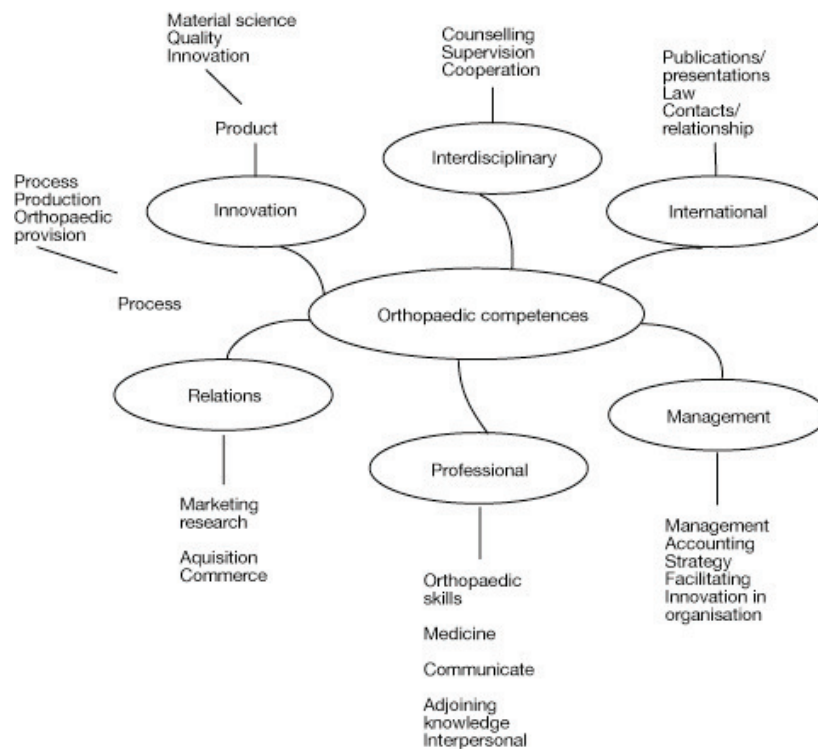 Material science
Quality
Innovation
Counselling
Supervision
Cooperation
Publications/
presentations
Law
Contacts/
relationship
Product
Interdisciplinary
Process
Production
Orthopaedic
provision
Innovation
International
Process
Orthopaedic competences
Relations
Management
Professional
Marketing
research
Aquisition
Commerce
Orthopaedic
skills
Medicine
Communicate
Adjoining
knowledge
Interpersonal
Management
Accounting
Strategy
Facilitating
Innovation in
organisation